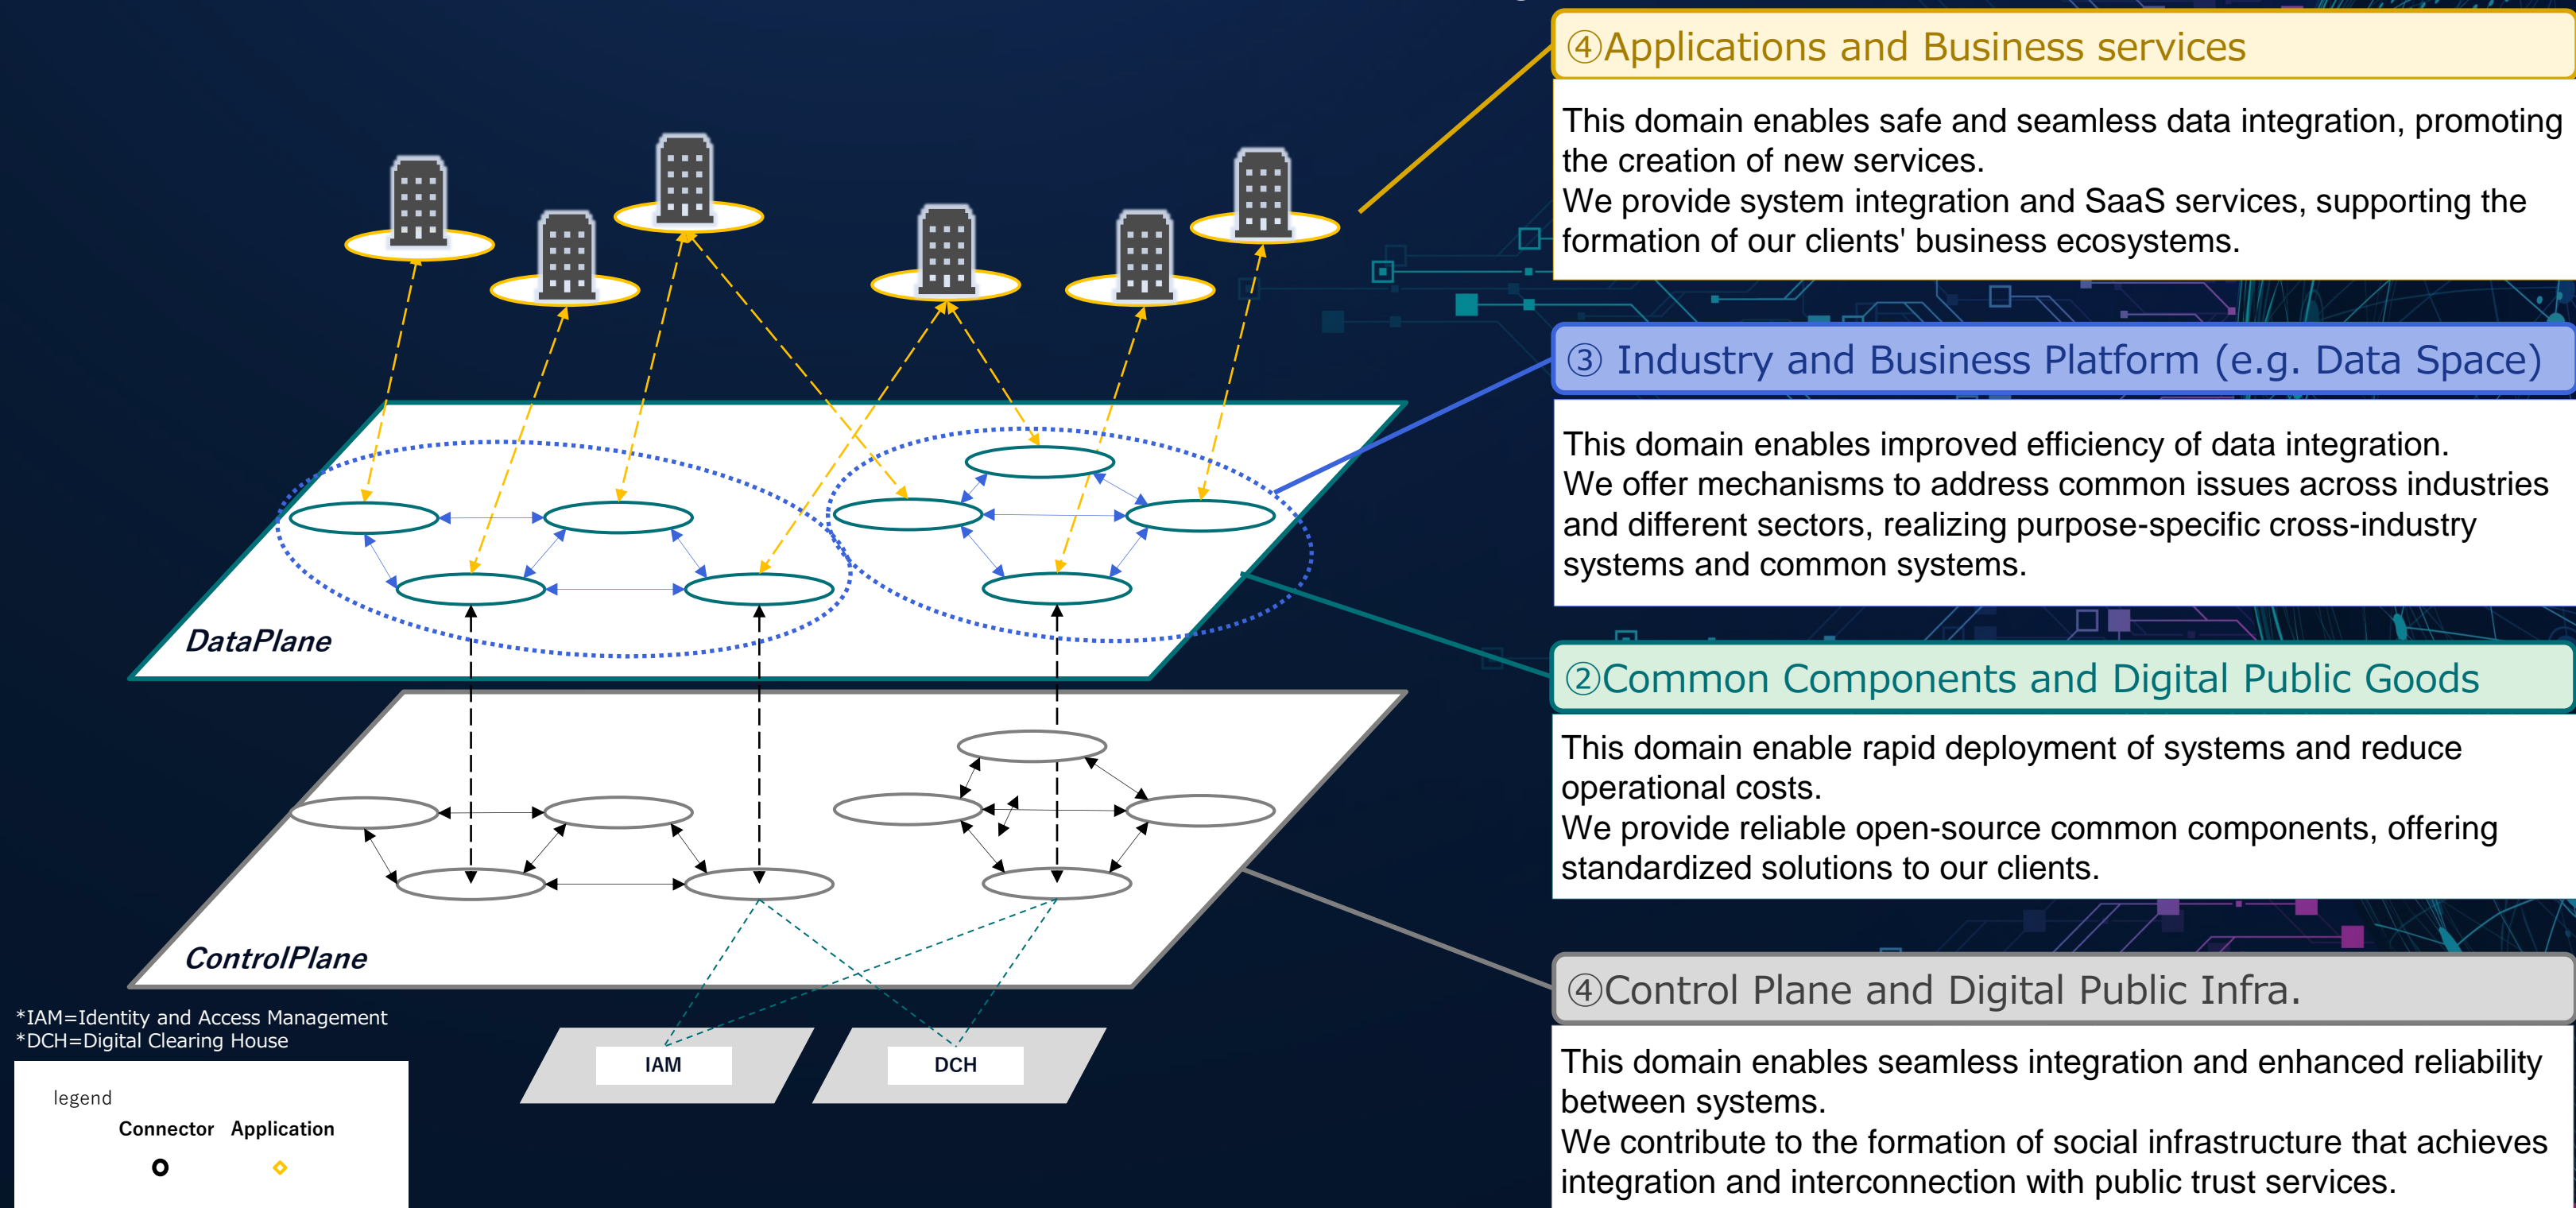 ④Applications and Business services
This domain enables safe and seamless data integration, promoting
the creation of new services.
We provide system integration and SaaS services, supporting the
formation of our clients' business ecosystems.
③ Industry and Business Platform (e.g. Data Space)
This domain enables improved efficiency of data integration.
We offer mechanisms to address common issues across industries
and different sectors, realizing purpose-specific cross-industry
systems and common systems.
DataPlane
②Common Components and Digital Public Goods
This domain enable rapid deployment of systems and reduce
operational costs.
We provide reliable open-source common components, offering
standardized solutions to our clients.
ControlPlane
④Control Plane and Digital Public Infra.
This domain enables seamless integration and enhanced reliability
between systems.
We contribute to the formation of social infrastructure that achieves
integration and interconnection with public trust services.
*IAM=Identity and Access Management
*DCH=Digital Clearing House
IAM
DCH
legend
Connector Application